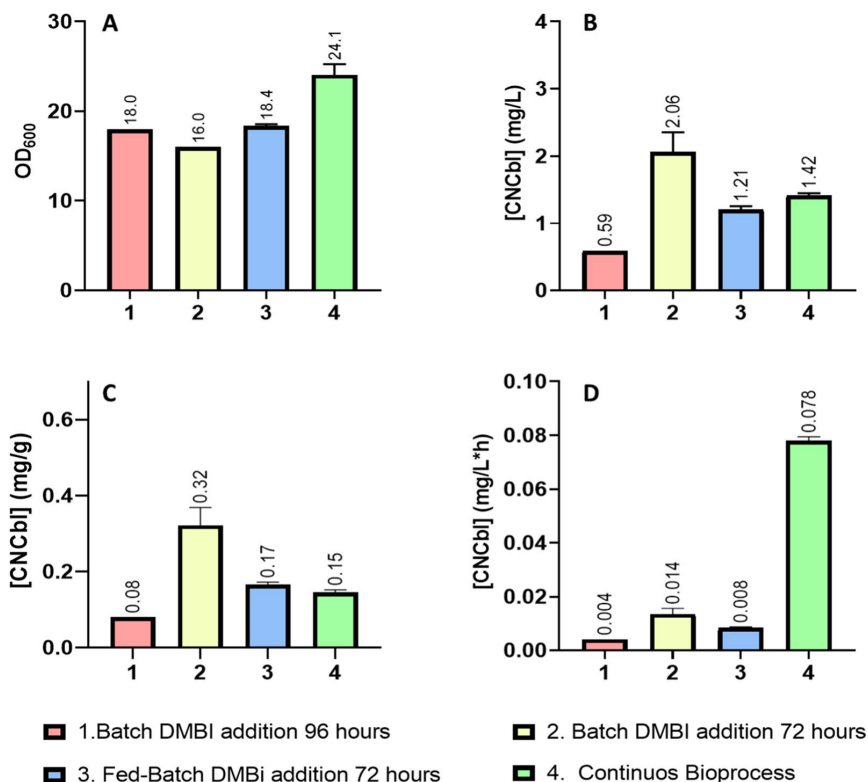 A
OD600
30
20
10
0
18.0
16.0
18.4
24.1
1 2 3 4
B
[CNCbl] (mg/L)
4
3
2
1
0
0.59
2.06
1.21
1.42
1 2 3 4
C
[CNCbl] (mg/g)
0.6
0.4
0.2
0.0
0.08
0.32
0.17
0.15
1 2 3 4
D
[CNCbl] (mg/L*h)
0.10
0.08
0.06
0.04
0.02
0.00
0.004
0.014
0.008
0.078
1 2 3 4
1.Batch DMBI addition 96 hours
2. Batch DMBI addition 72 hours
3. Fed-Batch DMBi addition 72 hours
4. Continuos Bioprocess